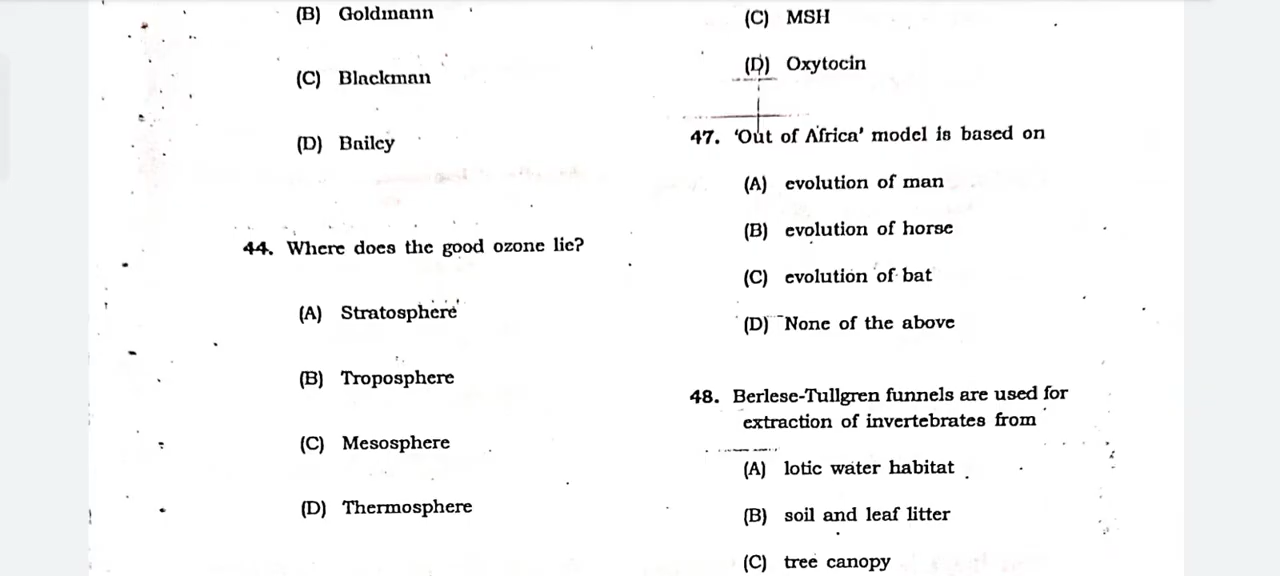 (B) Goldmann
(C) Blackman
(D) Bailey
44. Where does the good ozone lie?
(A) Stratosphere
(B) Troposphere
(C) Mesosphere
(D) Thermosphere
(C) MSH
(D) Oxytocin
47. ‘Out of Africa’ model is based on
(A) evolution of man
(B) evolution of horse
(C) evolution of bat
(D) None of the above
48. Berlese-Tullgren funnels are used for
extraction of invertebrates from
(A) lotic water habitat
(B) soil and leaf litter
(C) tree canopy